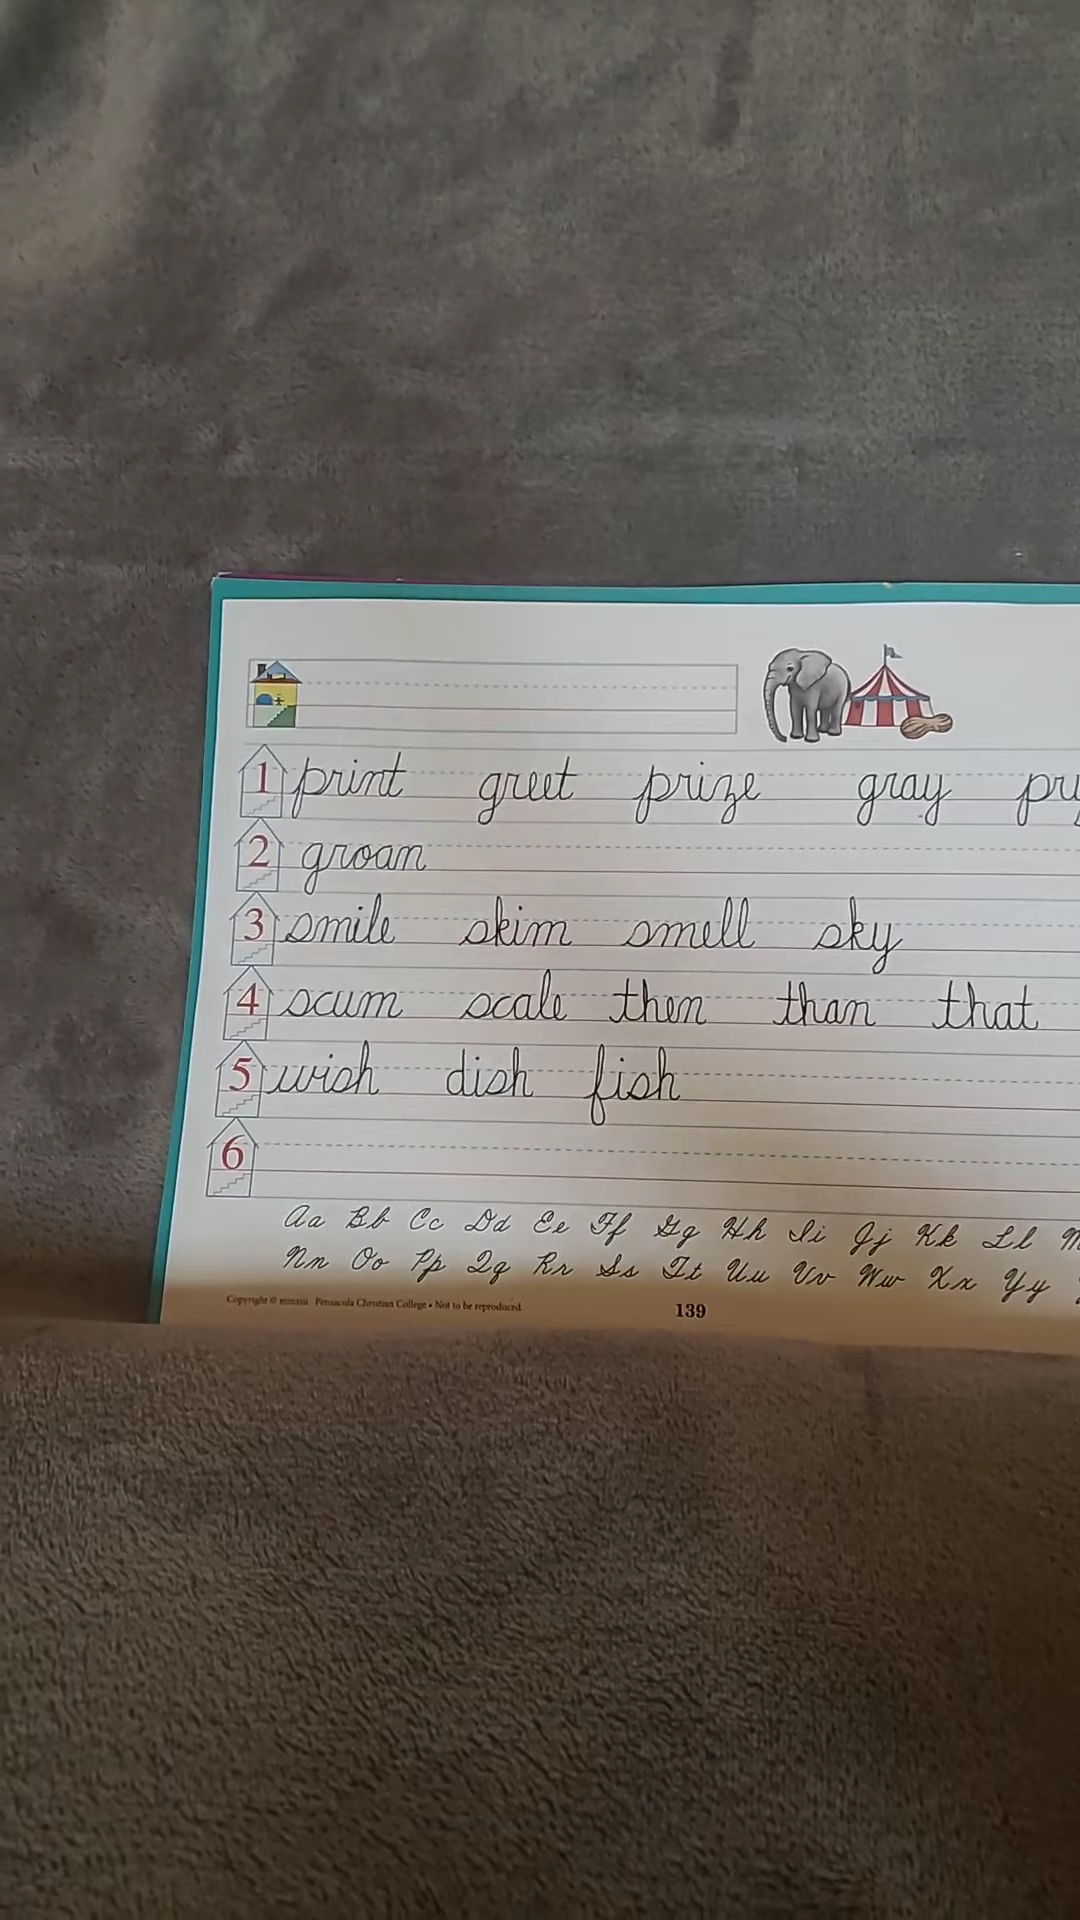 1 print greet prize gray
2 groan
3 smile skim smell sky
4 scum scale then than that
5 wish dish fish
6
Aa Bb Cc Dd Ee Ff Gg Hh Ii Jj Kk Ll
Nn Oo Pp Qq Rr Ss Tt Uu Vv Ww Xx Yy
Copyright © mmxiii Pensacola Christian College • Not to be reproduced.
139